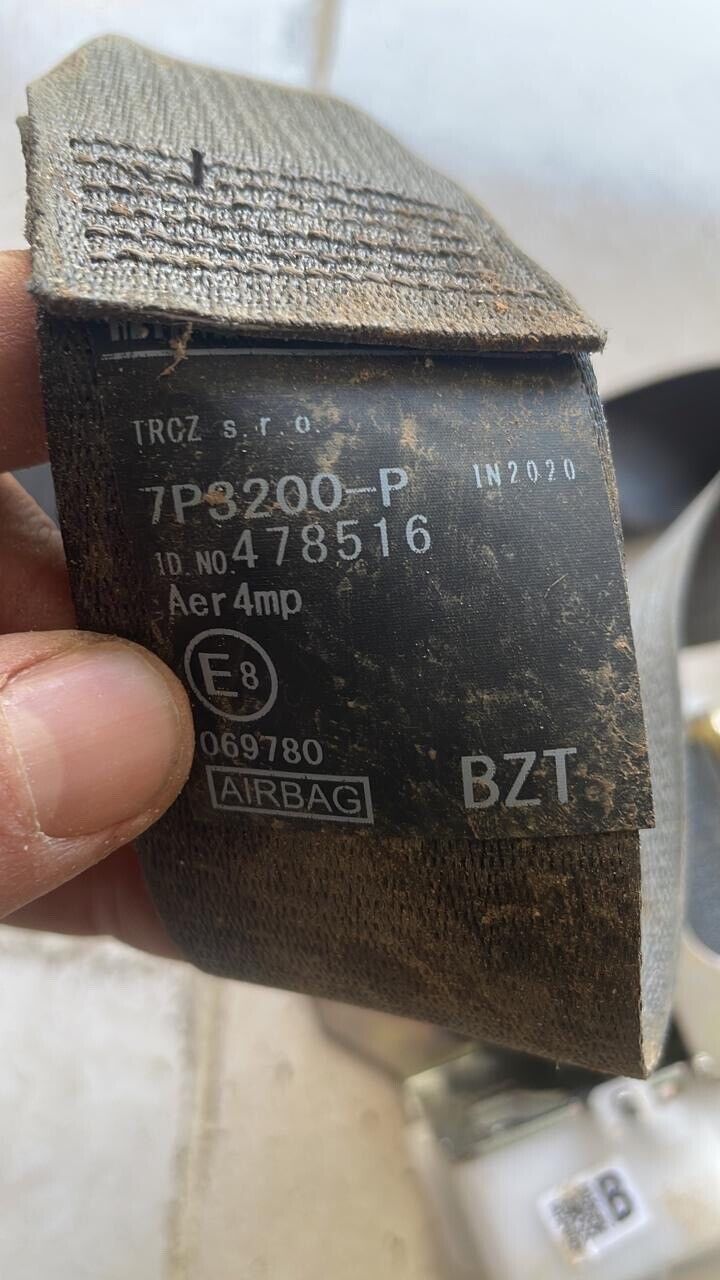 TRCZ s.r.o.
7P3200-P IN2020
ID.NO.478516
Aer4mp
E8
069780
AIRBAG BZT
B